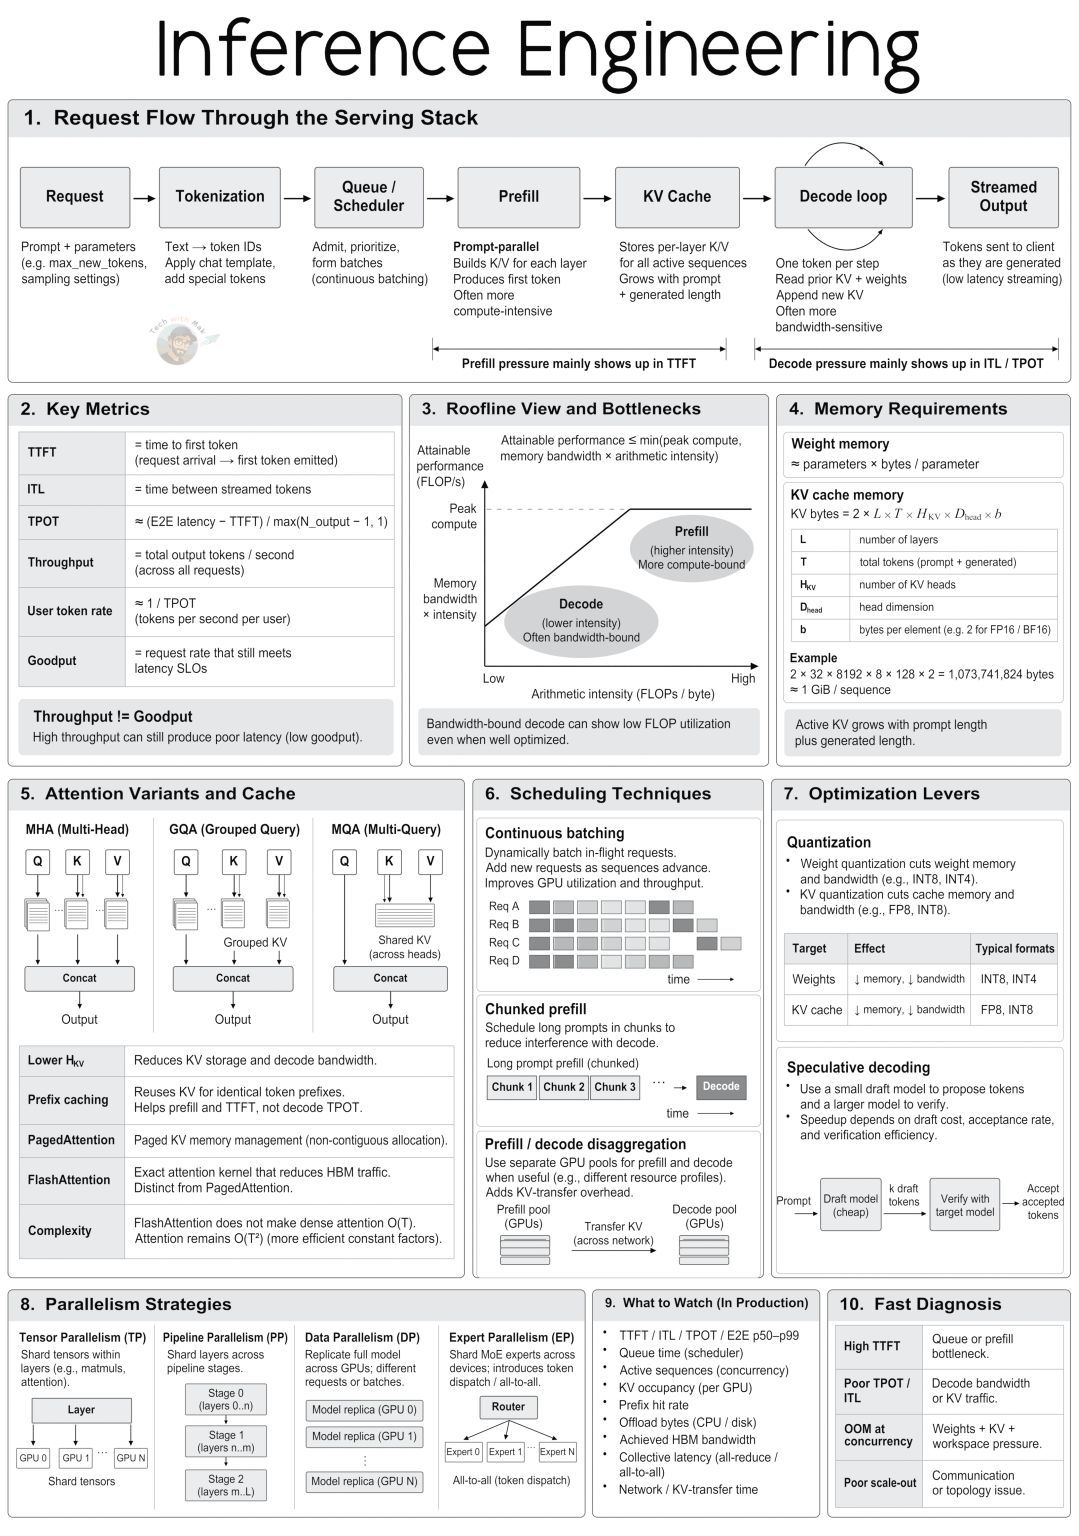 Inference Engineering
1. Request Flow Through the Serving Stack
Request
Prompt + parameters
(e.g. max_new_tokens,
sampling settings)
Tokenization
Text → token IDs
Apply chat template,
add special tokens
Queue /
Scheduler
Admit, prioritize,
form batches
(continuous batching)
Prefill
Prompt-parallel
Builds K/V for each layer
Produces first token
Often more
compute-intensive
KV Cache
Stores per-layer K/V
for all active sequences
Grows with prompt
+ generated length
Decode loop
One token per step
Read prior KV + weights
Append new KV
Often more
bandwidth-sensitive
Streamed
Output
Tokens sent to client
as they are generated
(low latency streaming)
Tech with Mak
Prefill pressure mainly shows up in TTFT
Decode pressure mainly shows up in ITL / TPOT
2. Key Metrics
TTFT
= time to first token
(request arrival → first token emitted)
ITL
= time between streamed tokens
TPOT
≈ (E2E latency − TTFT) / max(N_output − 1, 1)
Throughput
= total output tokens / second
(across all requests)
User token rate
≈ 1 / TPOT
(tokens per second per user)
Goodput
= request rate that still meets
latency SLOs
Throughput != Goodput
High throughput can still produce poor latency (low goodput).
3. Roofline View and Bottlenecks
Attainable
performance
(FLOP/s)
Attainable performance ≤ min(peak compute,
memory bandwidth × arithmetic intensity)
Peak
compute
Prefill
(higher intensity)
More compute-bound
Memory
bandwidth
× intensity
Decode
(lower intensity)
Often bandwidth-bound
Low
High
Arithmetic intensity (FLOPs / byte)
Bandwidth-bound decode can show low FLOP utilization
even when well optimized.
4. Memory Requirements
Weight memory
≈ parameters × bytes / parameter
KV cache memory
KV bytes = 2 × L × T × H_KV × D_head × b
L
number of layers
T
total tokens (prompt + generated)
H_KV
number of KV heads
D_head
head dimension
b
bytes per element (e.g. 2 for FP16 / BF16)
Example
2 × 32 × 8192 × 8 × 128 × 2 = 1,073,741,824 bytes
≈ 1 GiB / sequence
Active KV grows with prompt length
plus generated length.
5. Attention Variants and Cache
MHA (Multi-Head)
Q K V
Concat
Output
GQA (Grouped Query)
Q K V
Grouped KV
Concat
Output
MQA (Multi-Query)
Q K V
Shared KV
(across heads)
Concat
Output
Lower H_KV
Reduces KV storage and decode bandwidth.
Prefix caching
Reuses KV for identical token prefixes.
Helps prefill and TTFT, not decode TPOT.
PagedAttention
Paged KV memory management (non-contiguous allocation).
FlashAttention
Exact attention kernel that reduces HBM traffic.
Distinct from PagedAttention.
Complexity
FlashAttention does not make dense attention O(T).
Attention remains O(T²) (more efficient constant factors).
6. Scheduling Techniques
Continuous batching
Dynamically batch in-flight requests.
Add new requests as sequences advance.
Improves GPU utilization and throughput.
Req A
Req B
Req C
Req D
time
Chunked prefill
Schedule long prompts in chunks to
reduce interference with decode.
Long prompt prefill (chunked)
Chunk 1 Chunk 2 Chunk 3 ... → Decode
time
Prefill / decode disaggregation
Use separate GPU pools for prefill and decode
when useful (e.g., different resource profiles).
Adds KV-transfer overhead.
Prefill pool
(GPUs)
Transfer KV
(across network)
Decode pool
(GPUs)
7. Optimization Levers
Quantization
• Weight quantization cuts weight memory
and bandwidth (e.g., INT8, INT4).
• KV quantization cuts cache memory and
bandwidth (e.g., FP8, INT8).
Target Effect Typical formats
Weights ↓ memory, ↓ bandwidth INT8, INT4
KV cache ↓ memory, ↓ bandwidth FP8, INT8
Speculative decoding
• Use a small draft model to propose tokens
and a larger model to verify.
• Speedup depends on draft cost, acceptance rate,
and verification efficiency.
Prompt
Draft model
(cheap)
k draft
tokens
Verify with
target model
Accept
accepted
tokens
8. Parallelism Strategies
Tensor Parallelism (TP)
Shard tensors within
layers (e.g., matmuls,
attention).
Layer
GPU 0 GPU 1 ... GPU N
Shard tensors
Pipeline Parallelism (PP)
Shard layers across
pipeline stages.
Stage 0
(layers 0..n)
Stage 1
(layers n..m)
Stage 2
(layers m..L)
Data Parallelism (DP)
Replicate full model
across GPUs; different
requests or batches.
Model replica (GPU 0)
Model replica (GPU 1)
⋮
Model replica (GPU N)
Expert Parallelism (EP)
Shard MoE experts across
devices; introduces token
dispatch / all-to-all.
Router
Expert 0 Expert 1 ... Expert N
All-to-all (token dispatch)
9. What to Watch (In Production)
• TTFT / ITL / TPOT / E2E p50–p99
• Queue time (scheduler)
• Active sequences (concurrency)
• KV occupancy (per GPU)
• Prefix hit rate
• Offload bytes (CPU / disk)
• Achieved HBM bandwidth
• Collective latency (all-reduce /
all-to-all)
• Network / KV-transfer time
10. Fast Diagnosis
High TTFT
Queue or prefill
bottleneck.
Poor TPOT /
ITL
Decode bandwidth
or KV traffic.
OOM at
concurrency
Weights + KV +
workspace pressure.
Poor scale-out
Communication
or topology issue.